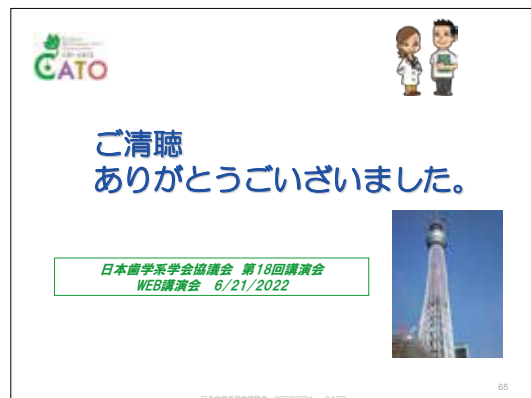 CATO
ご清聴
ありがとうございいました。
日本歯学系学会協議会 第18回講演会
WEB講演会 6/21/2022
65